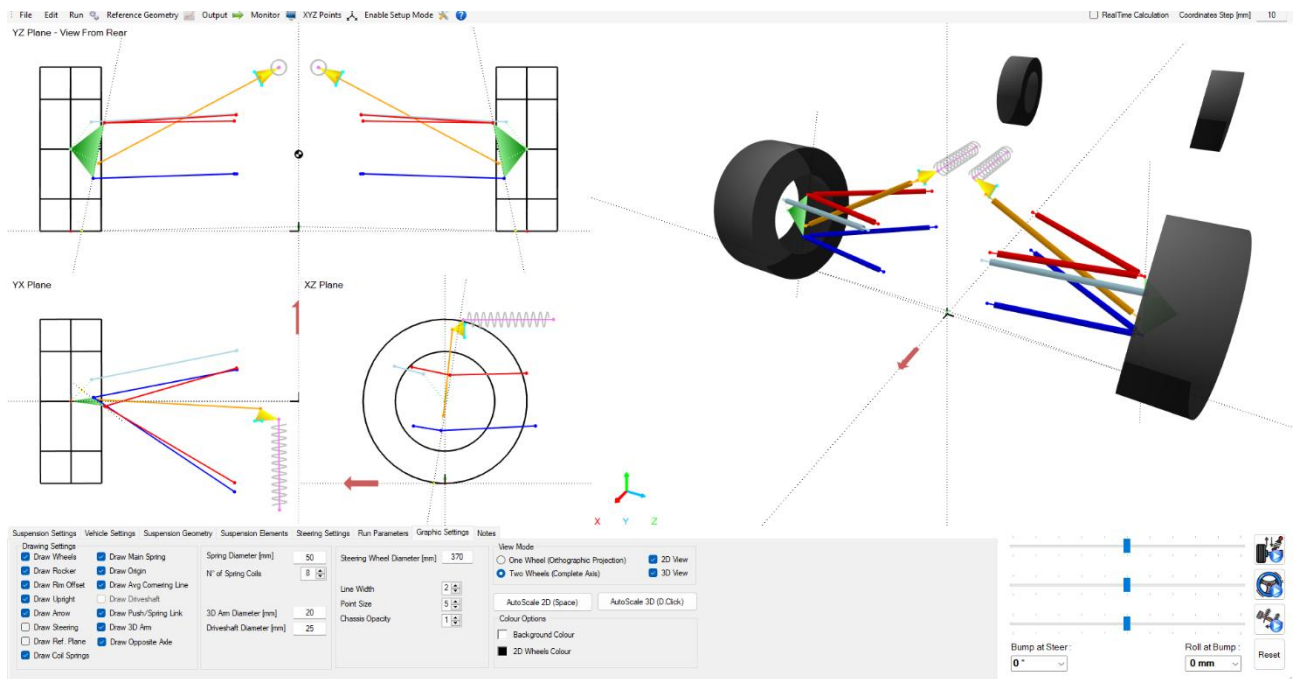 File Edit Run Reference Geometry Output Monitor XYZ Points Enable Setup Mode RealTime Calculation Coordinates Step [mm] 10
YZ Plane - View From Rear
YX Plane
XZ Plane
X Y Z
Suspension Settings Vehicle Settings Suspension Geometry Suspension Elements Steering Settings Run Parameters Graphic Settings Notes
Drawing Settings
Draw Wheels
Draw Rocker
Draw Rim Offset
Draw Upright
Draw Arrow
Draw Steering
Draw Ref. Plane
Draw Coil Springs
Draw Main Spring
Draw Origin
Draw Avg Cornering Line
Draw Driveshaft
Draw Push/Spring Link
Draw 3D Arm
Draw Opposite Axle
Spring Diameter [mm] 50
N° of Spring Coils 8
3D Arm Diameter [mm] 20
Driveshaft Diameter [mm] 25
Steering Wheel Diameter [mm] 370
Line Width 2
Point Size 5
Chassis Opacity 1
View Mode
One Wheel (Orthographic Projection)
Two Wheels (Complete Axis)
2D View
3D View
AutoScale 2D (Space) AutoScale 3D (D.Click)
Colour Options
Background Colour
2D Wheels Colour
Bump at Steer : Roll at Bump :
0 ° 0 mm Reset